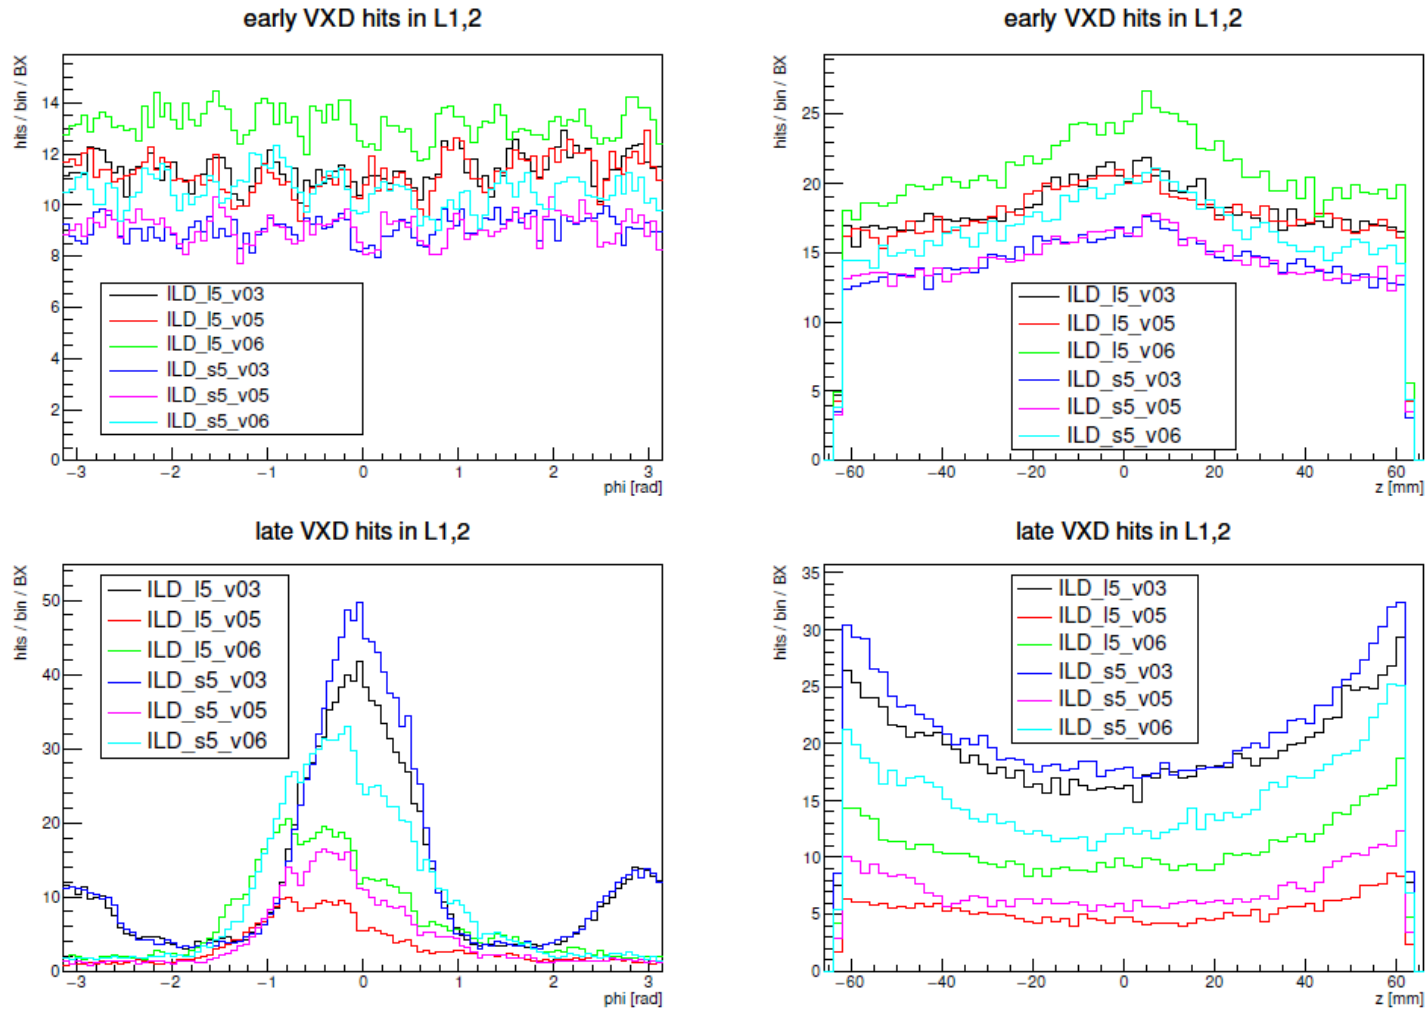 early VXD hits in L1,2
hits / bin / BX
14
12
10
8
6
4
2
0
ILD_l5_v03
ILD_l5_v05
ILD_l5_v06
ILD_s5_v03
ILD_s5_v05
ILD_s5_v06
−3 −2 −1 0 1 2 3
phi [rad]
early VXD hits in L1,2
hits / bin / BX
25
20
15
10
5
0
ILD_l5_v03
ILD_l5_v05
ILD_l5_v06
ILD_s5_v03
ILD_s5_v05
ILD_s5_v06
−60 −40 −20 0 20 40 60
z [mm]
late VXD hits in L1,2
hits / bin / BX
50
40
30
20
10
0
ILD_l5_v03
ILD_l5_v05
ILD_l5_v06
ILD_s5_v03
ILD_s5_v05
ILD_s5_v06
−3 −2 −1 0 1 2 3
phi [rad]
late VXD hits in L1,2
hits / bin / BX
35
30
25
20
15
10
5
0
ILD_l5_v03
ILD_l5_v05
ILD_l5_v06
ILD_s5_v03
ILD_s5_v05
ILD_s5_v06
−60 −40 −20 0 20 40 60
z [mm]